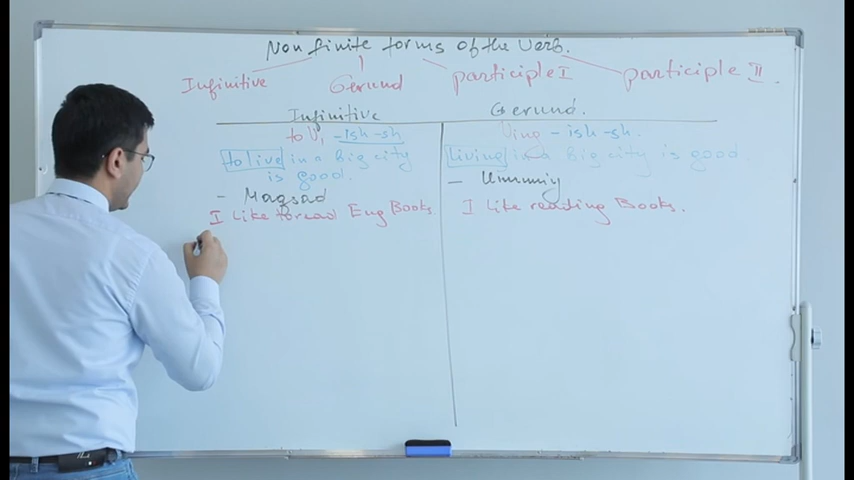 Non finite forms of the Verb.
Infinitive Gerund participle I participle II
Infinitive Gerund.
to V1 -ish -sh Ving - ish -sh.
to live in a Big city
is good.
Living in a Big city is good.
- Maqsad - Umumiy
I Like to read Eng Books. I Like reading Books.